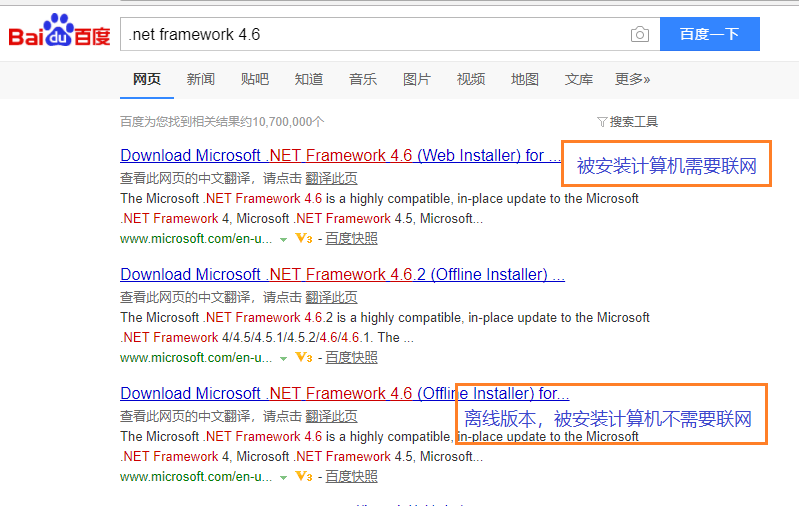 Bai du 百度
.net framework 4.6
百度一下
网页 新闻 贴吧 知道 音乐 图片 视频 地图 文库 更多»
百度为您找到相关结果约10,700,000个
搜索工具
Download Microsoft .NET Framework 4.6 (Web Installer) for ...
被安装计算机需要联网
查看此网页的中文翻译，请点击 翻译此页
The Microsoft .NET Framework 4.6 is a highly compatible, in-place update to the Microsoft
.NET Framework 4, Microsoft .NET Framework 4.5, Microsoft...
www.microsoft.com/en-u... V3 - 百度快照
Download Microsoft .NET Framework 4.6.2 (Offline Installer) ...
查看此网页的中文翻译，请点击 翻译此页
The Microsoft .NET Framework 4.6.2 is a highly compatible, in-place update to the Microsoft
.NET Framework 4/4.5/4.5.1/4.5.2/4.6/4.6.1. The ...
www.microsoft.com/en-u... V3 - 百度快照
Download Microsoft .NET Framework 4.6 (Offline Installer) for...
离线版本，被安装计算机不需要联网
查看此网页的中文翻译，请点击 翻译此页
The Microsoft .NET Framework 4.6 is a highly compatible, in-place update to the Microsoft
.NET Framework 4, Microsoft .NET Framework 4.5, Microsoft...
www.microsoft.com/en-u... V3 - 百度快照